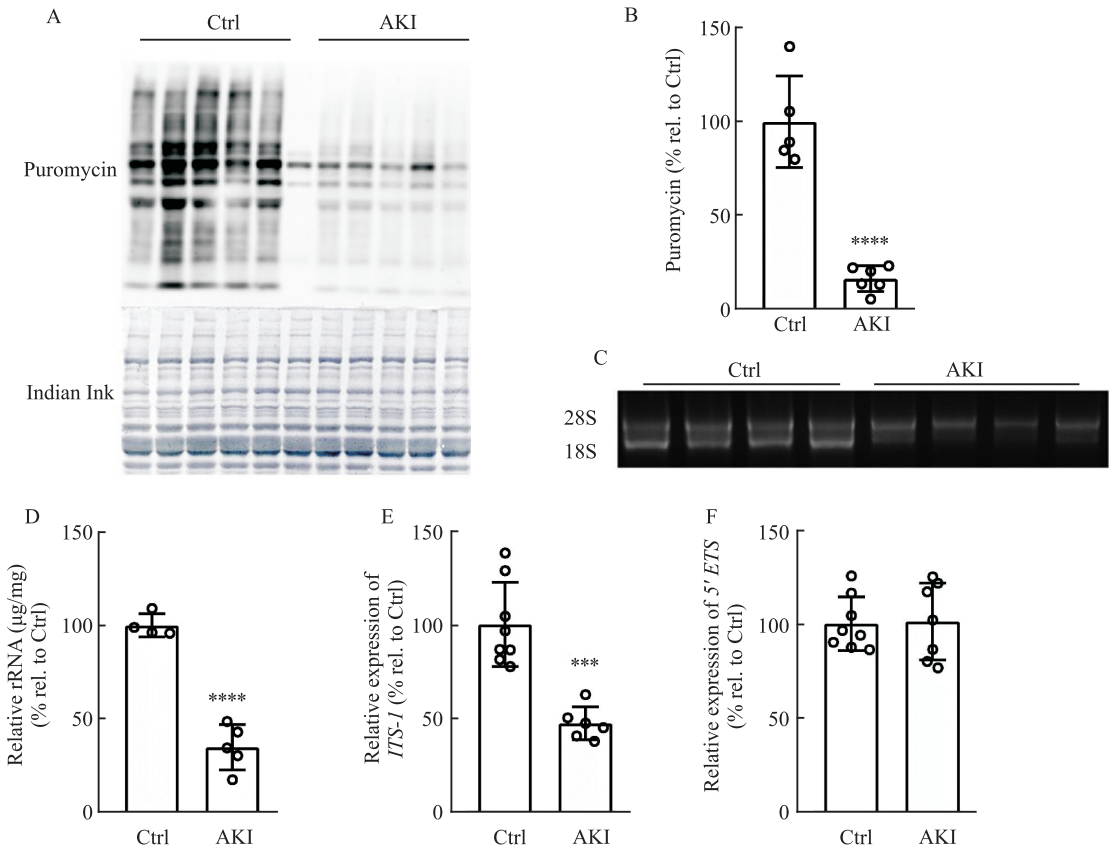 A
Ctrl
AKI
Puromycin
Indian Ink
B
Puromycin (% rel. to Ctrl)
150
100
50
0
****
Ctrl
AKI
C
Ctrl
AKI
28S
18S
D
Relative rRNA (μg/mg)
(% rel. to Ctrl)
150
100
50
0
****
Ctrl
AKI
E
Relative expression of
ITS-1 (% rel. to Ctrl)
150
100
50
0
***
Ctrl
AKI
F
Relative expression of 5′ ETS
(% rel. to Ctrl)
150
100
50
0
Ctrl
AKI